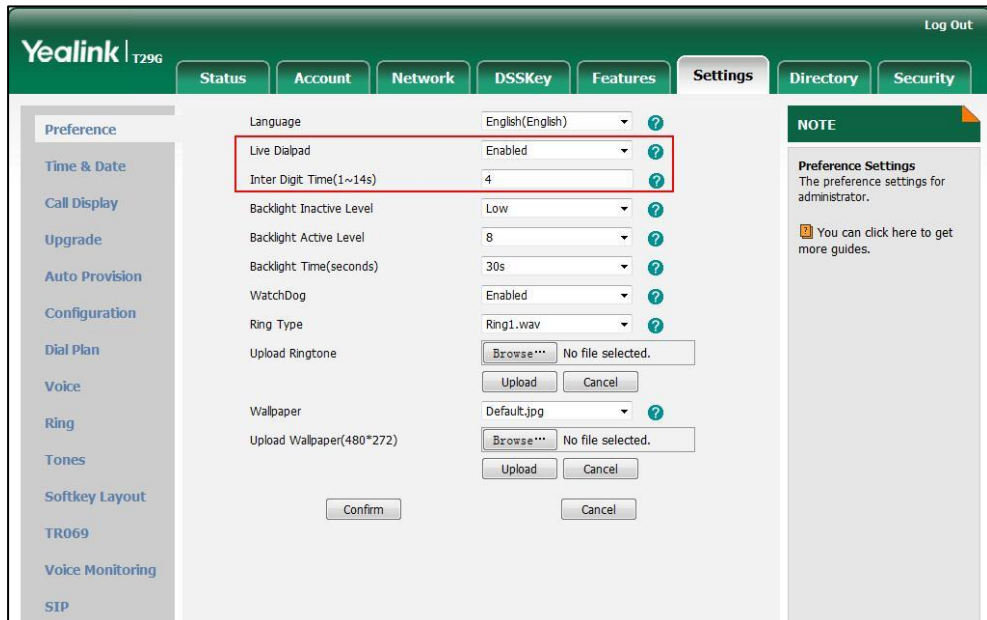 Log Out
Yealink T29G
Status Account Network DSSKey Features Settings Directory Security
Preference
Time & Date
Call Display
Upgrade
Auto Provision
Configuration
Dial Plan
Voice
Ring
Tones
Softkey Layout
TR069
Voice Monitoring
SIP
Language English(English) ?
Live Dialpad Enabled ?
Inter Digit Time(1~14s) 4 ?
Backlight Inactive Level Low ?
Backlight Active Level 8 ?
Backlight Time(seconds) 30s ?
WatchDog Enabled ?
Ring Type Ring1.wav ?
Upload Ringtone Browse... No file selected.
Upload Cancel
Wallpaper Default.jpg ?
Upload Wallpaper(480*272) Browse... No file selected.
Upload Cancel
Confirm Cancel
NOTE
Preference Settings
The preference settings for
administrator.
? You can click here to get
more guides.